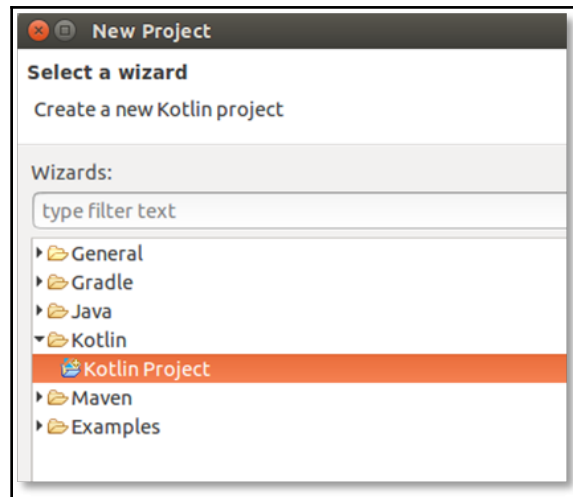 New Project
Select a wizard
Create a new Kotlin project
Wizards:
type filter text
General
Gradle
Java
Kotlin
Kotlin Project
Maven
Examples